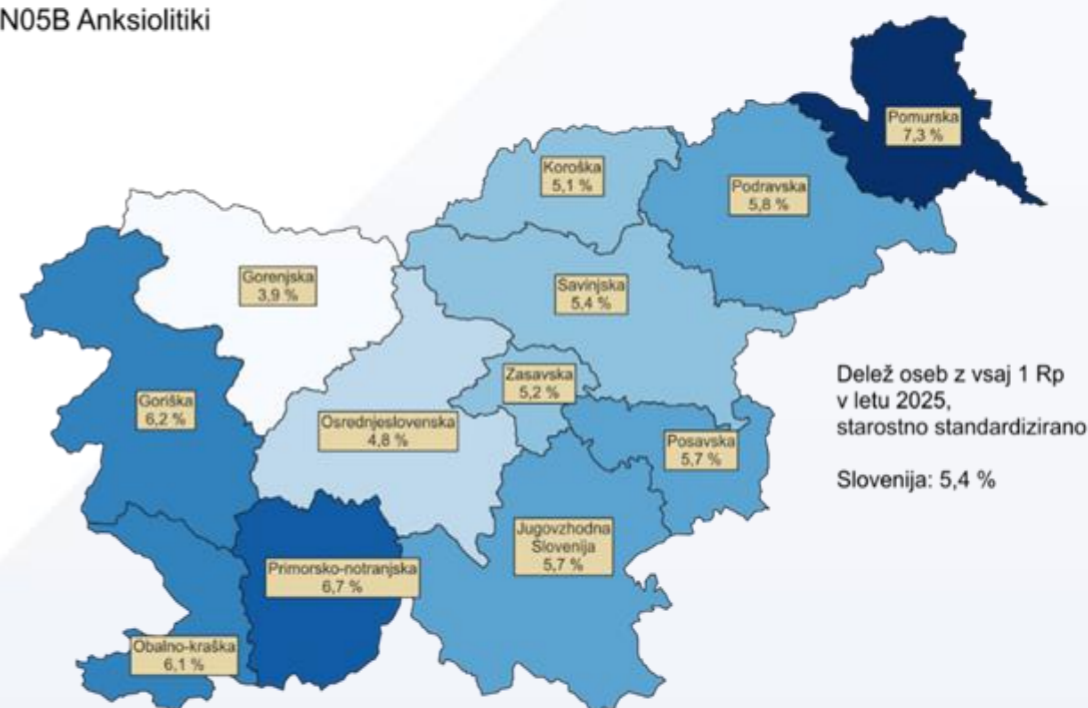 N05B Anksiolitiki
Pomurska
7,3 %
Koroška
5,1 %
Podravska
5,8 %
Gorenjska
3,9 %
Savinjska
5,4 %
Zasavska
5,2 %
Goriška
6,2 %
Osrednjeslovenska
4,8 %
Posavska
5,7 %
Jugovzhodna
Slovenija
5,7 %
Primorsko-notranjska
6,7 %
Obalno-kraška
6,1 %
Delež oseb z vsaj 1 Rp
v letu 2025,
starostno standardizirano
Slovenija: 5,4 %